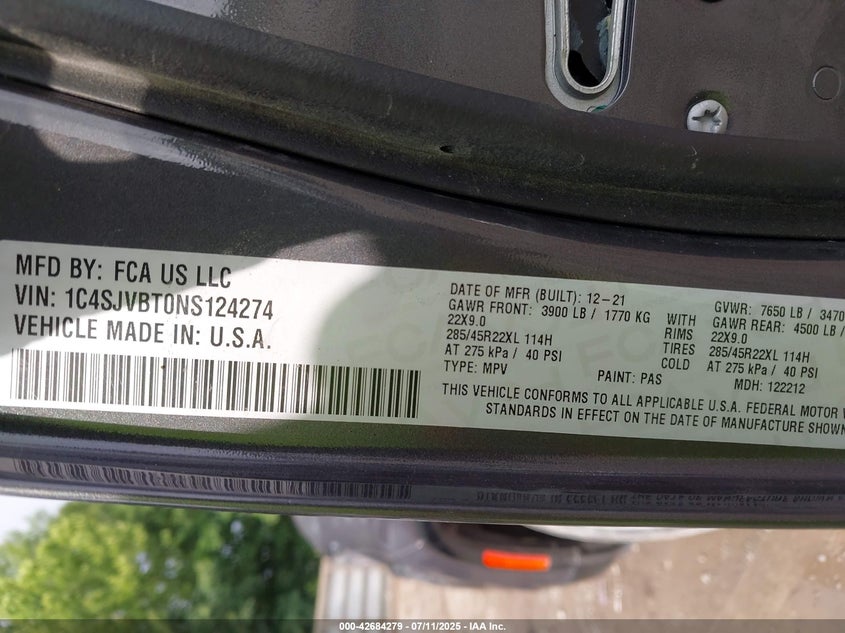 MFD BY: FCA US LLC
VIN: 1C4SJVBT0NS124274
VEHICLE MADE IN: U.S.A.
DATE OF MFR (BUILT): 12-21
GAWR FRONT: 3900 LB / 1770 KG
22X9.0
285/45R22XL 114H
AT 275 kPa / 40 PSI
TYPE: MPV
WITH
RIMS
TIRES
COLD
GVWR: 7650 LB / 3470
GAWR REAR: 4500 LB /
22X9.0
285/45R22XL 114H
AT 275 kPa / 40 PSI
PAINT: PAS
MDH: 122212
THIS VEHICLE CONFORMS TO ALL APPLICABLE U.S.A. FEDERAL MOTOR
STANDARDS IN EFFECT ON THE DATE OF MANUFACTURE SHOWN
000-42684279 | 07/11/2025 - IAA Inc.